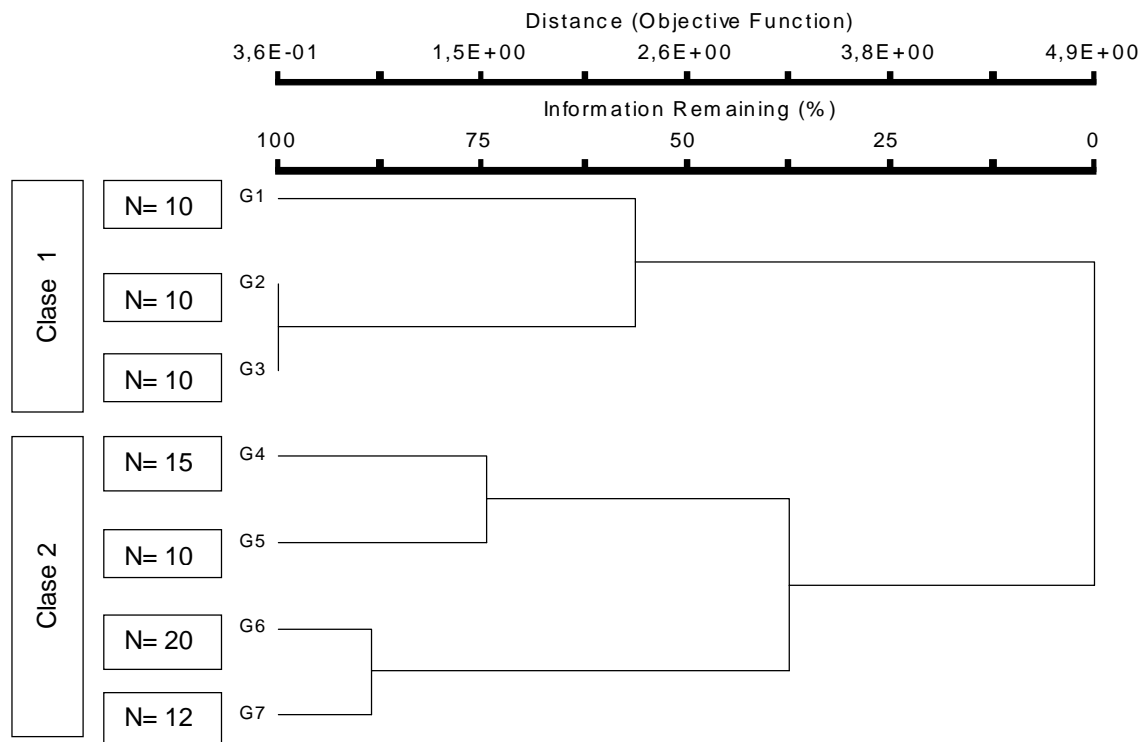 Distance (Objective Function)
3,6E-01 1,5E+00 2,6E+00 3,8E+00 4,9E+00
Information Remaining (%)
100 75 50 25 0
Clase 1
N= 10 G1
N= 10 G2
N= 10 G3
Clase 2
N= 15 G4
N= 10 G5
N= 20 G6
N= 12 G7